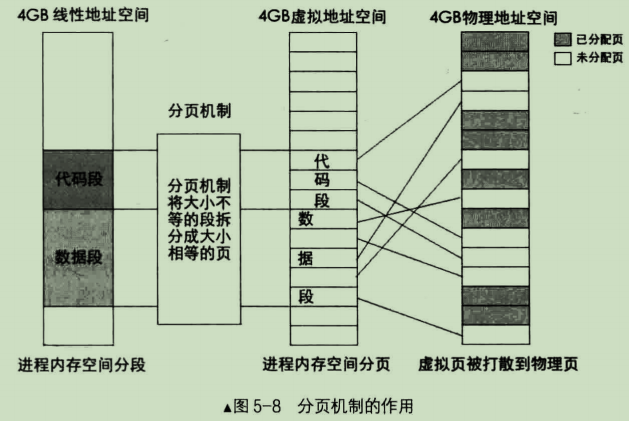 4GB 线性地址空间
4GB虚拟地址空间
4GB物理地址空间
已分配页
未分配页
分页机制
代码段
数据段
分页机制
将大小不
等的段拆
分成大小
相等的页
代
码
段
数
据
段
进程内存空间分段
进程内存空间分页
虚拟页被打散到物理页
▲图 5-8 分页机制的作用